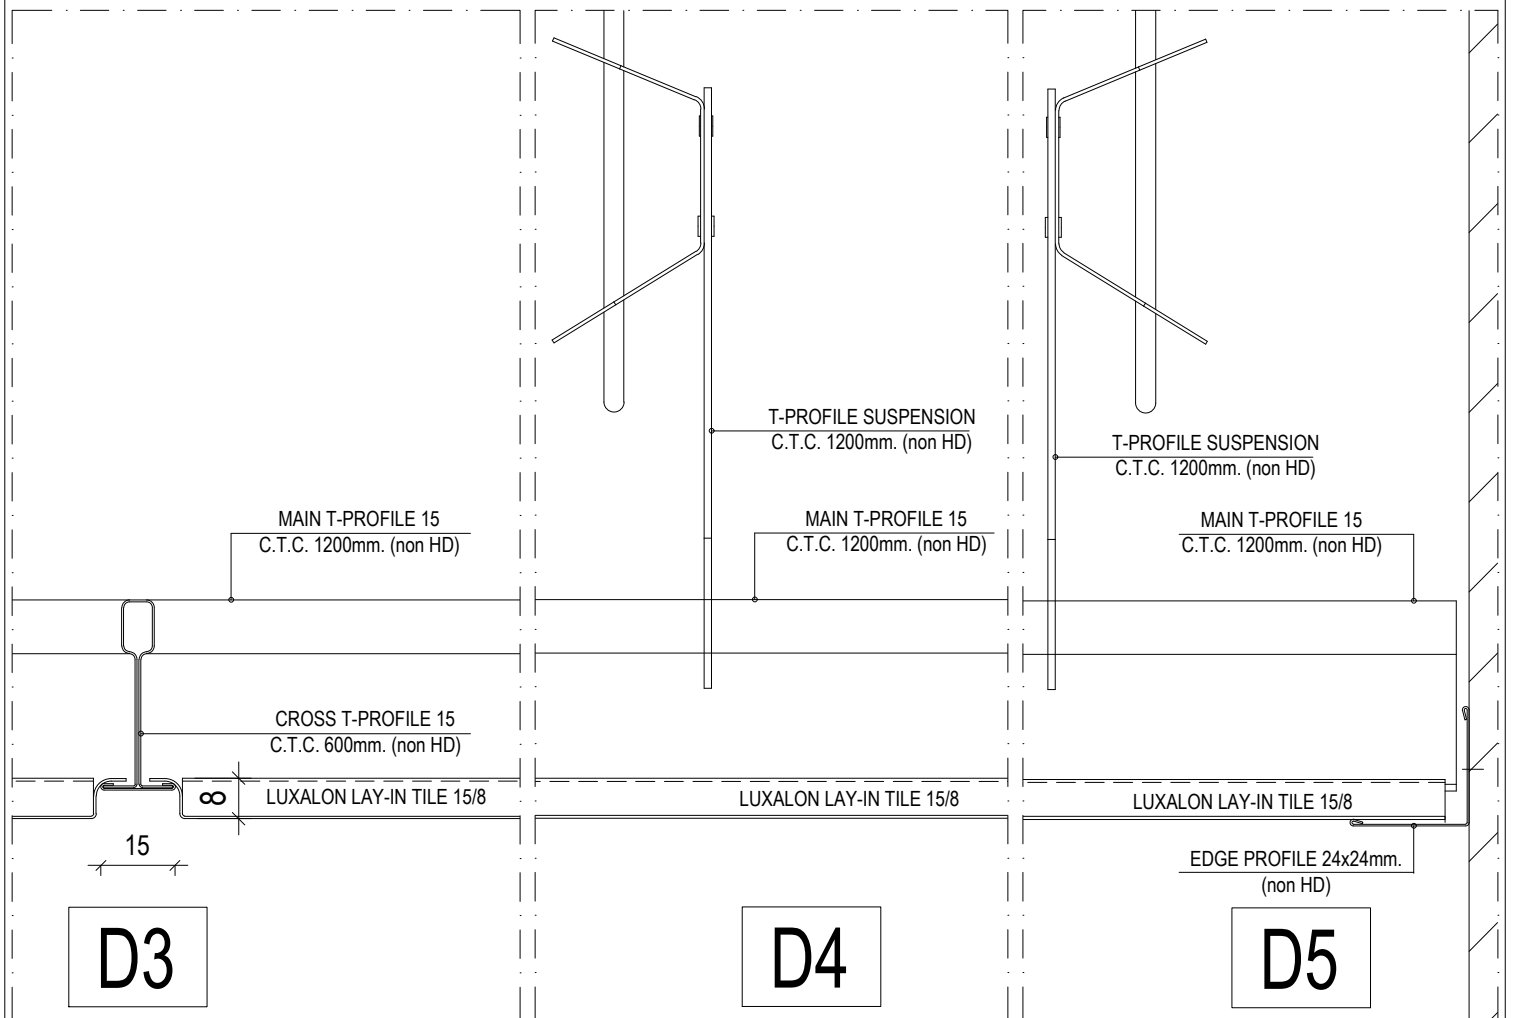 T-PROFILE SUSPENSION
C.T.C. 1200mm. (non HD)
T-PROFILE SUSPENSION
C.T.C. 1200mm. (non HD)
MAIN T-PROFILE 15
C.T.C. 1200mm. (non HD)
MAIN T-PROFILE 15
C.T.C. 1200mm. (non HD)
MAIN T-PROFILE 15
C.T.C. 1200mm. (non HD)
CROSS T-PROFILE 15
C.T.C. 600mm. (non HD)
8
LUXALON LAY-IN TILE 15/8
LUXALON LAY-IN TILE 15/8
LUXALON LAY-IN TILE 15/8
15
EDGE PROFILE 24x24mm.
(non HD)
D3
D4
D5